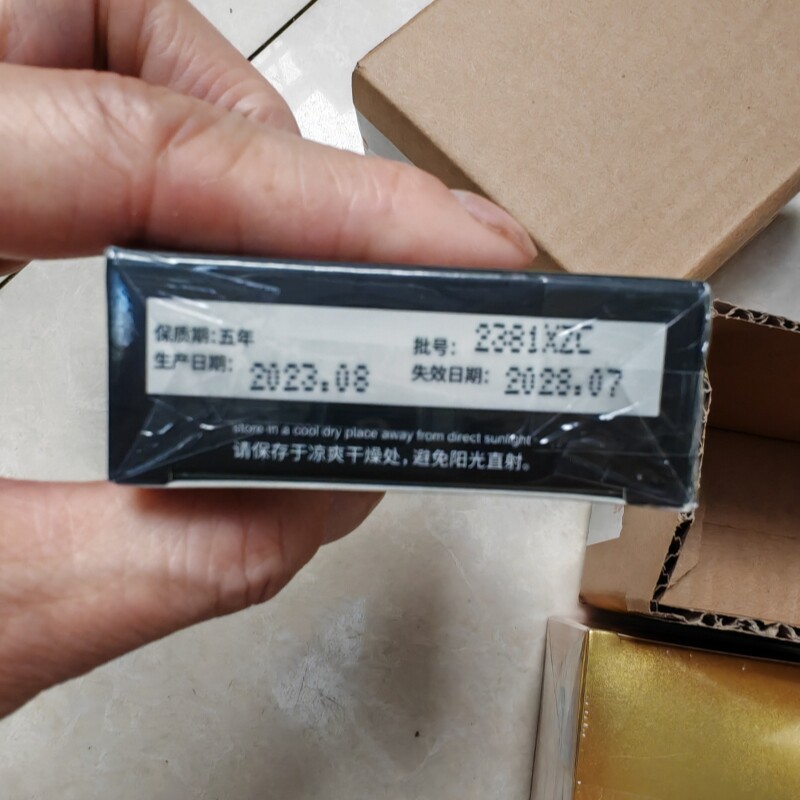 保质期:五年
批号: 2381XZC
生产日期: 2023.08
失效日期: 2028.07
store in a cool dry place away from direct sunlight
请保存于凉爽干燥处,避免阳光直射。